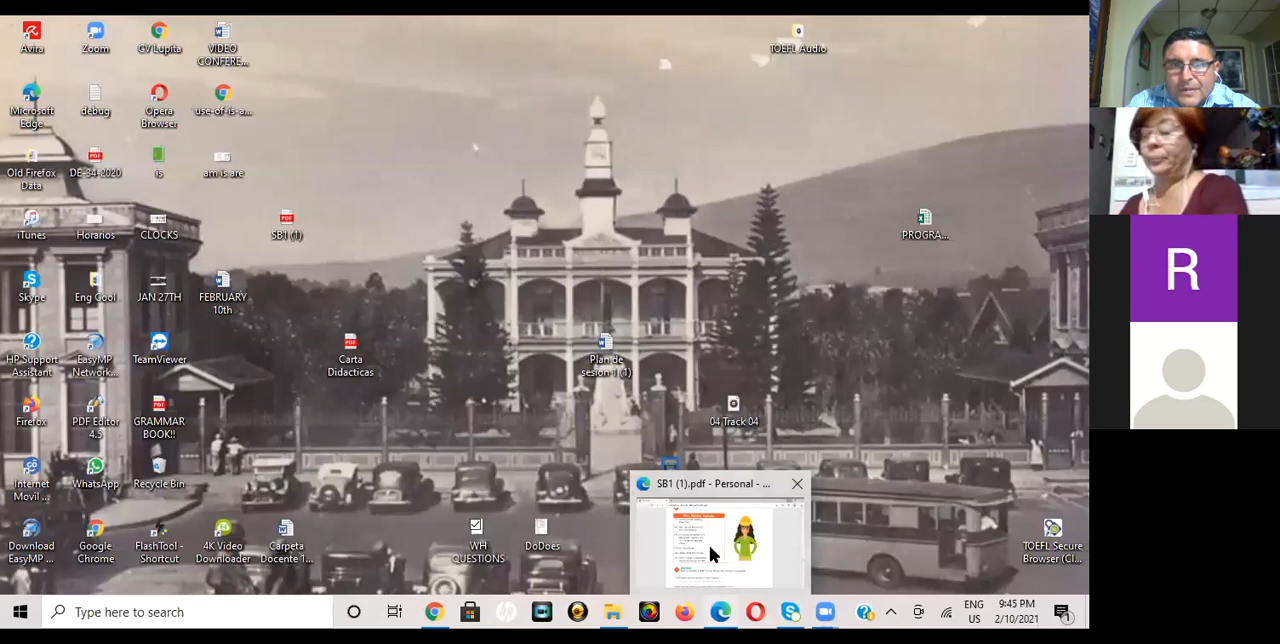 Avira
Zoom
CV Lupita
VIDEO
CONFERE...
TOEFL Audio
Microsoft
Edge
debug
Opera
Browser
use-of-is-a...
Old Firefox
Data
DE-34-2020
is
am is are
iTunes
Horarios
CLOCKS
SB1 (1)
PROGRA...
Skype
Eng Cool
JAN 27TH
FEBRUARY
10th
HP Support
Assistant
EasyMP
Network...
TeamViewer
Carta
Didacticas
Plan de
sesion 1 (1)
Firefox
PDF Editor
4.5
GRAMMAR
BOOK!!
04 Track 04
Internet
Movil ...
WhatsApp
Recycle Bin
SB1 (1).pdf - Personal - ...
Download
EasyMP ...
Google
Chrome
FlashTool -
Shor...
4K Video
Downloader
Carpeta
Docente 1...
WH
QUESTIONS
DoDoes
TOEFL Secure
Browser (Cl...
Type here to search
ENG
US
9:45 PM
2/10/2021
1
R